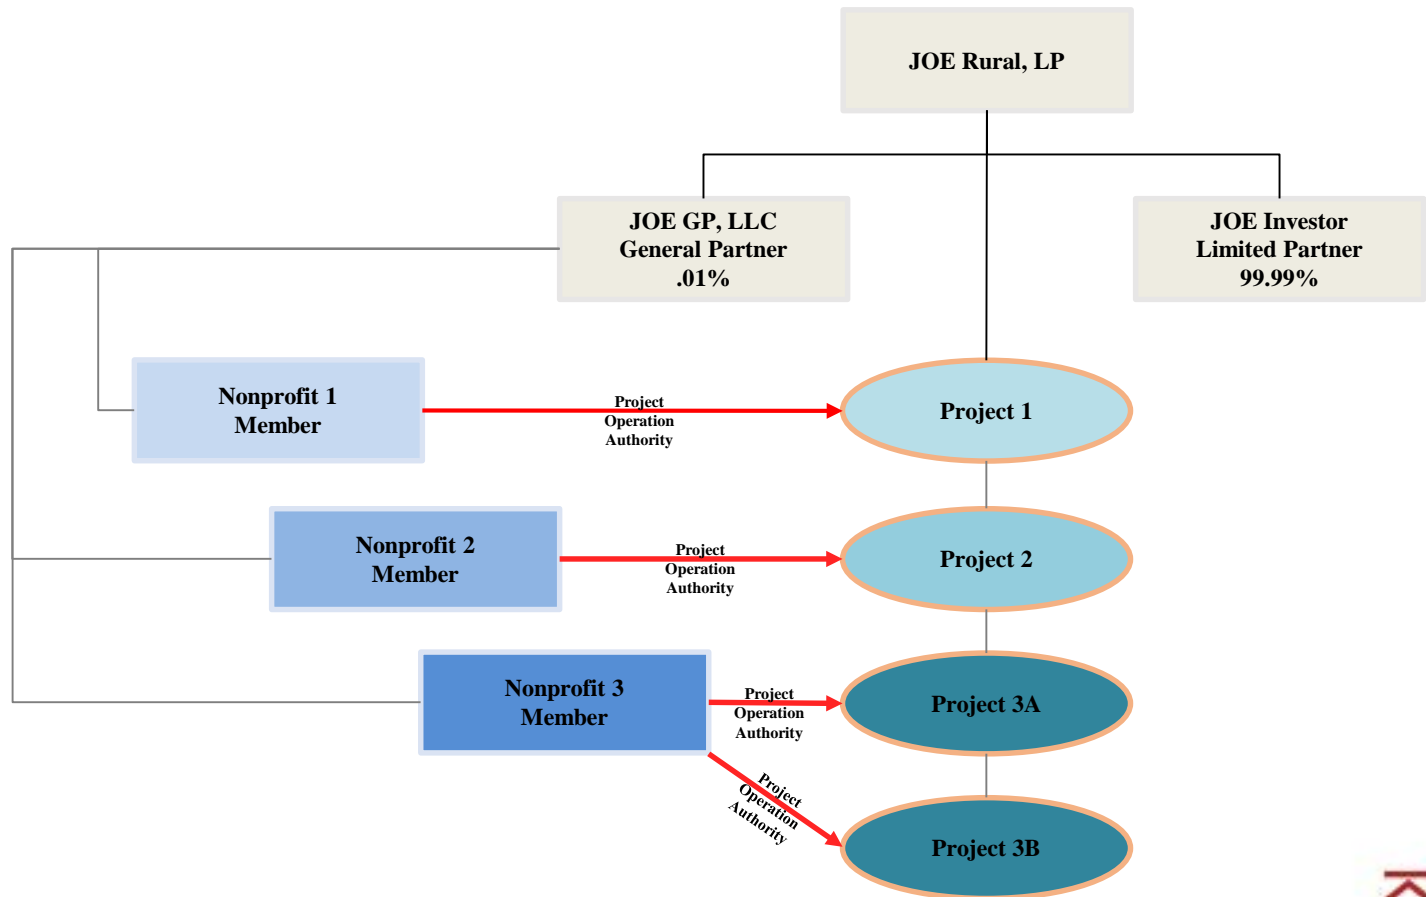 JOE Rural, LP
JOE GP, LLC
General Partner
.01%
JOE Investor
Limited Partner
99.99%
Nonprofit 1
Member
Project
Operation
Authority
Project 1
Nonprofit 2
Member
Project
Operation
Authority
Project 2
Nonprofit 3
Member
Project
Operation
Authority
Project 3A
Project
Operation
Authority
Project 3B
K